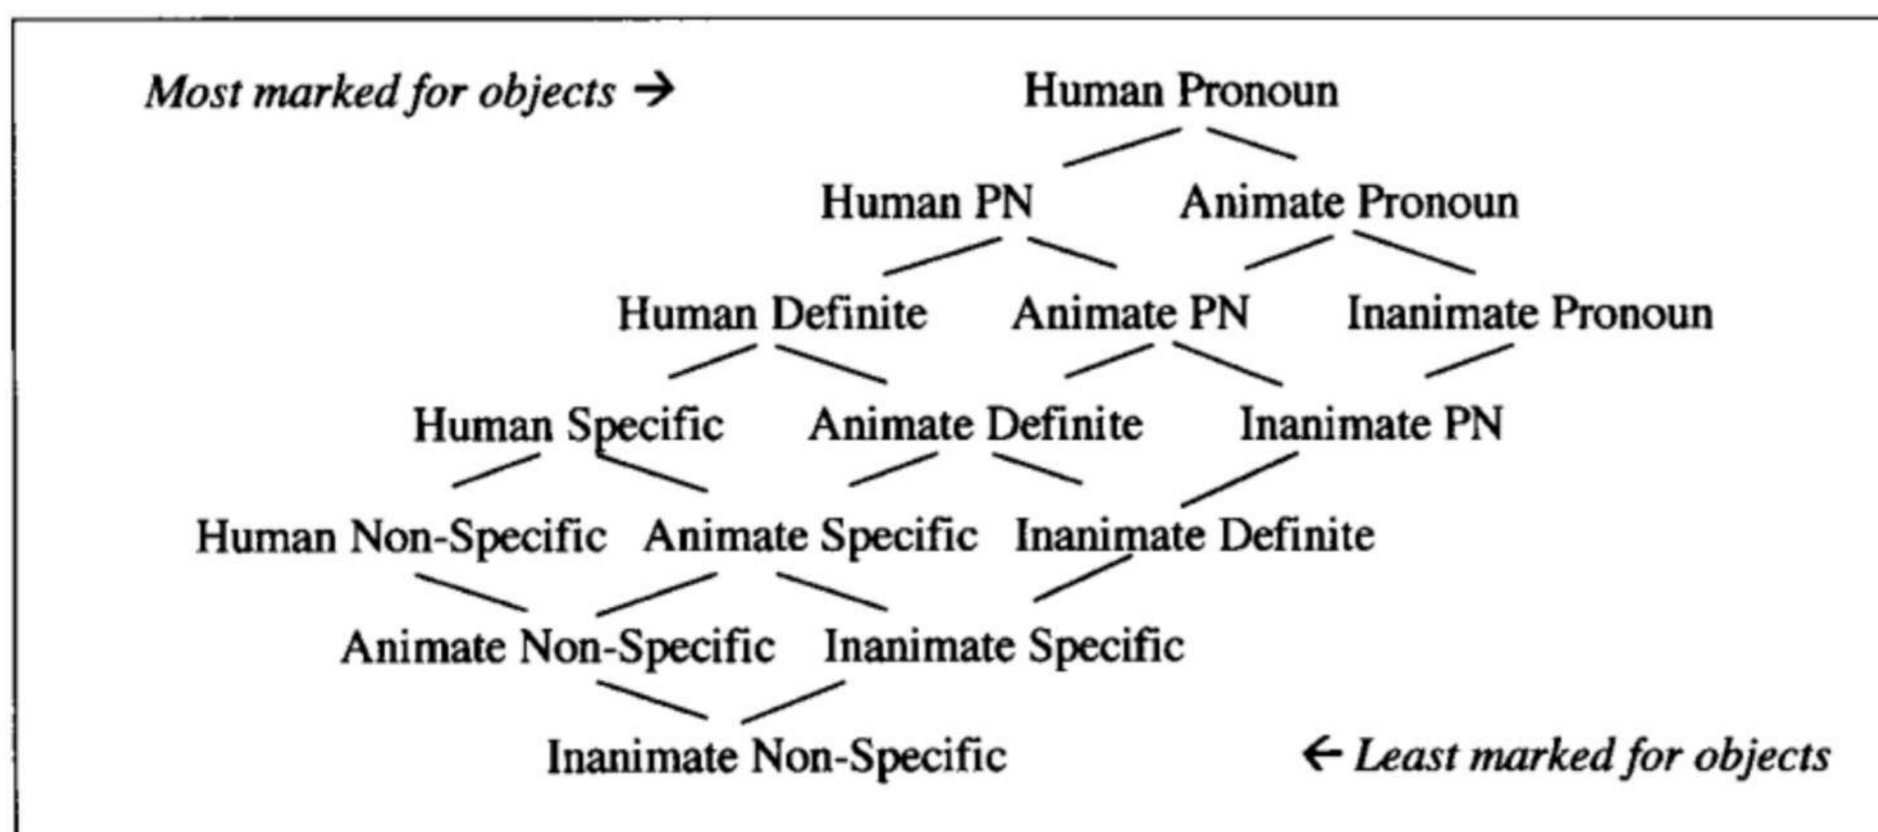 Most marked for objects → Human Pronoun
Human PN Animate Pronoun
Human Definite Animate PN Inanimate Pronoun
Human Specific Animate Definite Inanimate PN
Human Non-Specific Animate Specific Inanimate Definite
Animate Non-Specific Inanimate Specific
Inanimate Non-Specific ← Least marked for objects